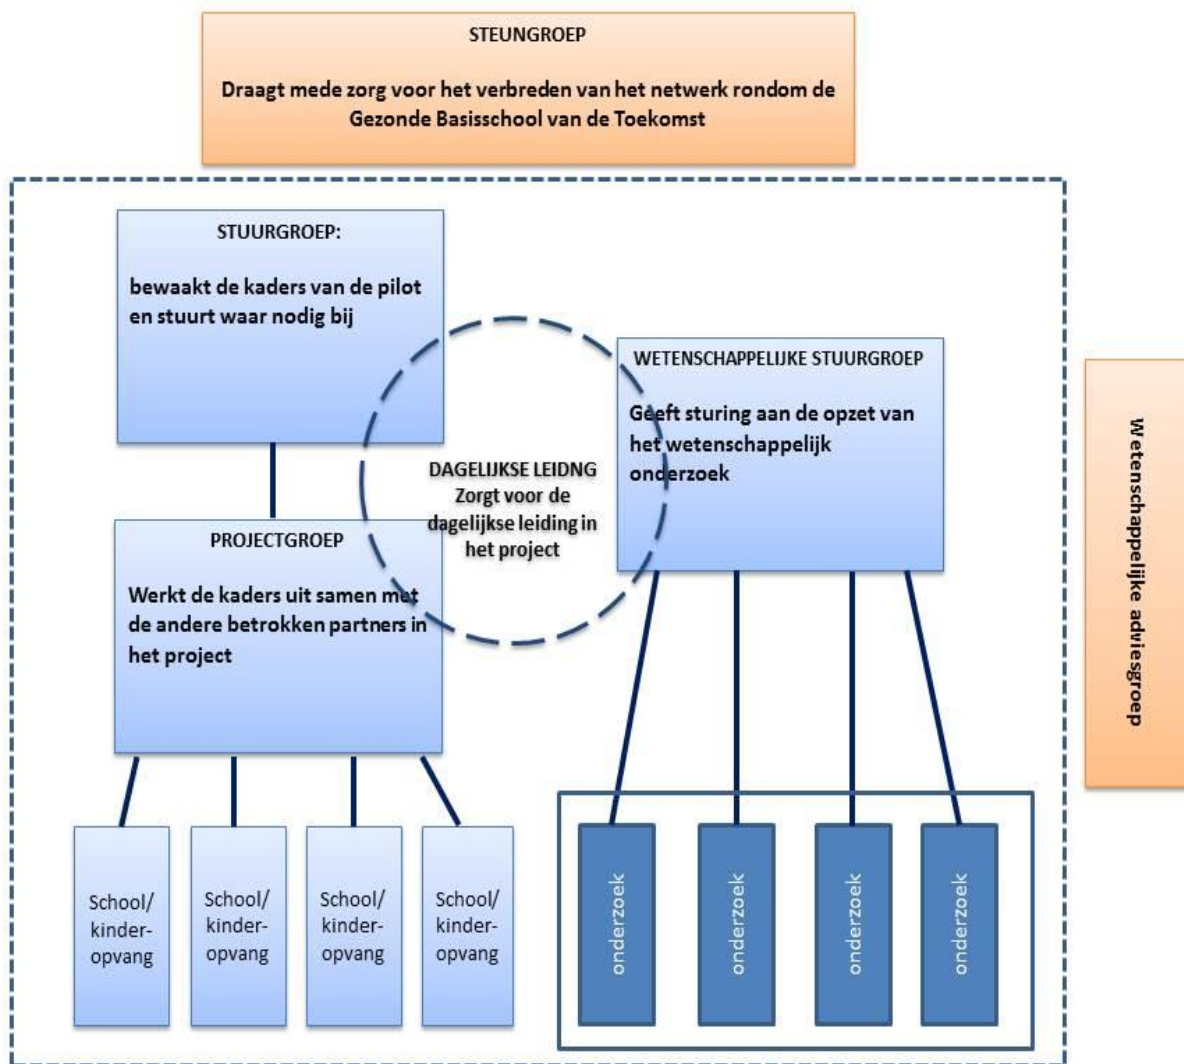 STEUNGROEP
Draagt mede zorg voor het verbreden van het netwerk rondom de
Gezonde Basisschool van de Toekomst
STUURGROEP:
bewaakt de kaders van de pilot
en stuurt waar nodig bij
WETENSCHAPPELIJKE STUURGROEP
Geeft sturing aan de opzet van
het wetenschappelijk
onderzoek
DAGELIJKSE LEIDNG
Zorgt voor de
dagelijkse leiding in
het project
PROJECTGROEP
Werkt de kaders uit samen met
de andere betrokken partners in
het project
Wetenschappelijke adviesgroep
School/
kinder-
opvang
School/
kinder-
opvang
School/
kinder-
opvang
School/
kinder-
opvang
onderzoek
onderzoek
onderzoek
onderzoek